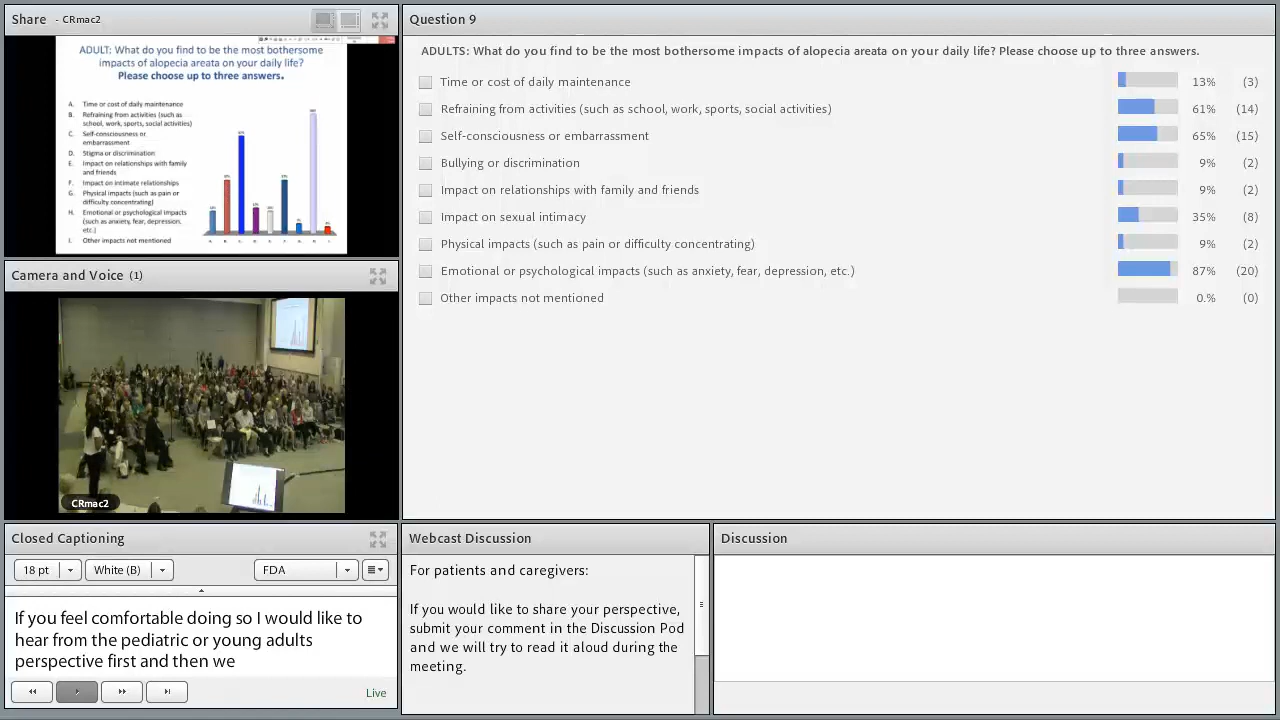 Share - CRmac2
ADULT: What do you find to be the most bothersome
impacts of alopecia areata on your daily life?
Please choose up to three answers.
A. Time or cost of daily maintenance
B. Refraining from activities (such as
school, work, sports, social activities)
C. Self-consciousness or
embarrassment
D. Stigma or discrimination
E. Impact on relationships with family
and friends
F. Impact on intimate relationships
G. Physical impacts (such as pain or
difficulty concentrating)
H. Emotional or psychological impacts
(such as anxiety, fear, depression,
etc.)
I. Other impacts not mentioned
Camera and Voice (1)
CRmac2
Closed Captioning
18 pt White (B) FDA
If you feel comfortable doing so I would like to
hear from the pediatric or young adults
perspective first and then we
Live
Question 9
ADULTS: What do you find to be the most bothersome impacts of alopecia areata on your daily life? Please choose up to three answers.
Time or cost of daily maintenance 13% (3)
Refraining from activities (such as school, work, sports, social activities) 61% (14)
Self-consciousness or embarrassment 65% (15)
Bullying or discrimination 9% (2)
Impact on relationships with family and friends 9% (2)
Impact on sexual intimacy 35% (8)
Physical impacts (such as pain or difficulty concentrating) 9% (2)
Emotional or psychological impacts (such as anxiety, fear, depression, etc.) 87% (20)
Other impacts not mentioned 0.% (0)
Webcast Discussion
For patients and caregivers:
If you would like to share your perspective,
submit your comment in the Discussion Pod
and we will try to read it aloud during the
meeting.
Discussion